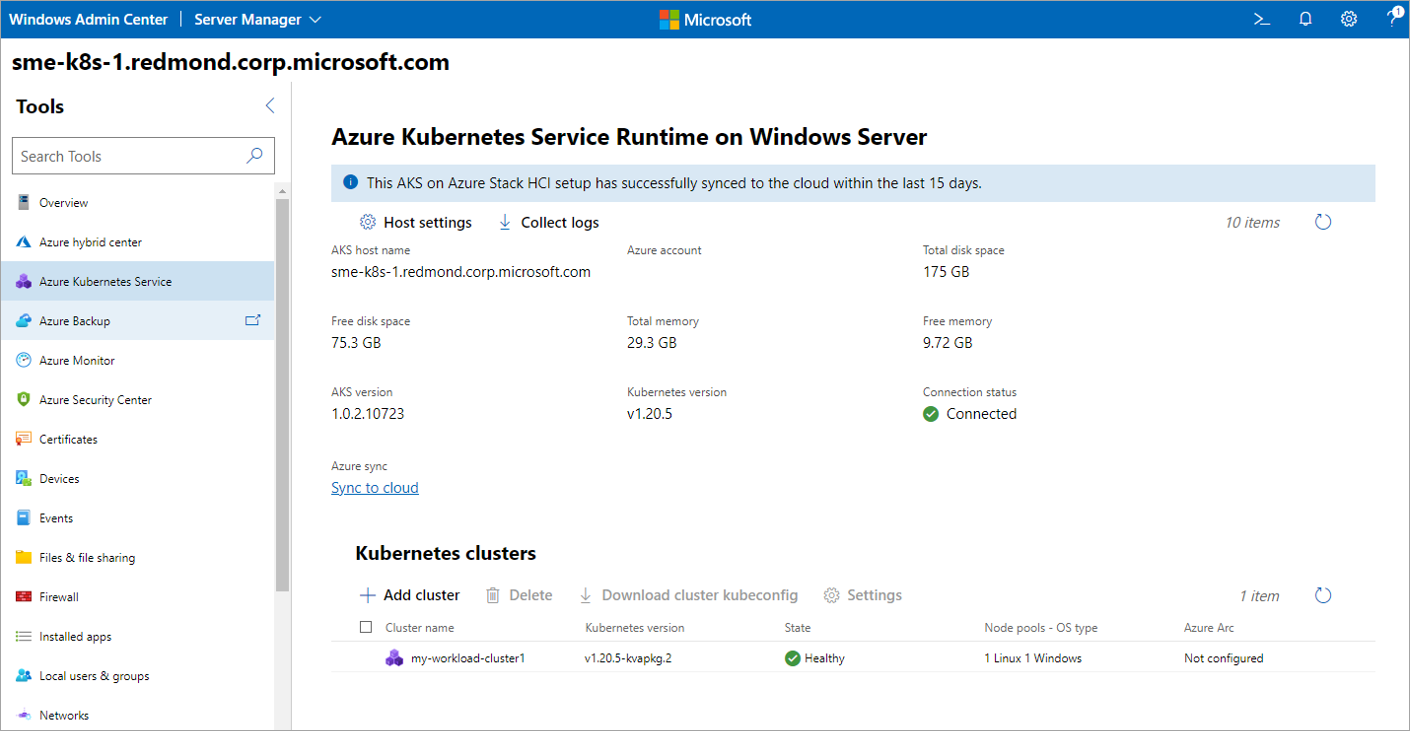 Windows Admin Center | Server Manager
Microsoft
1
sme-k8s-1.redmond.corp.microsoft.com
Tools
Search Tools
Overview
Azure hybrid center
Azure Kubernetes Service
Azure Backup
Azure Monitor
Azure Security Center
Certificates
Devices
Events
Files & file sharing
Firewall
Installed apps
Local users & groups
Networks
Azure Kubernetes Service Runtime on Windows Server
This AKS on Azure Stack HCI setup has successfully synced to the cloud within the last 15 days.
Host settings Collect logs 10 items
AKS host name Azure account Total disk space
sme-k8s-1.redmond.corp.microsoft.com 175 GB
Free disk space Total memory Free memory
75.3 GB 29.3 GB 9.72 GB
AKS version Kubernetes version Connection status
1.0.2.10723 v1.20.5 Connected
Azure sync
Sync to cloud
Kubernetes clusters
Add cluster Delete Download cluster kubeconfig Settings 1 item
Cluster name Kubernetes version State Node pools - OS type Azure Arc
my-workload-cluster1 v1.20.5-kvapkg.2 Healthy 1 Linux 1 Windows Not configured